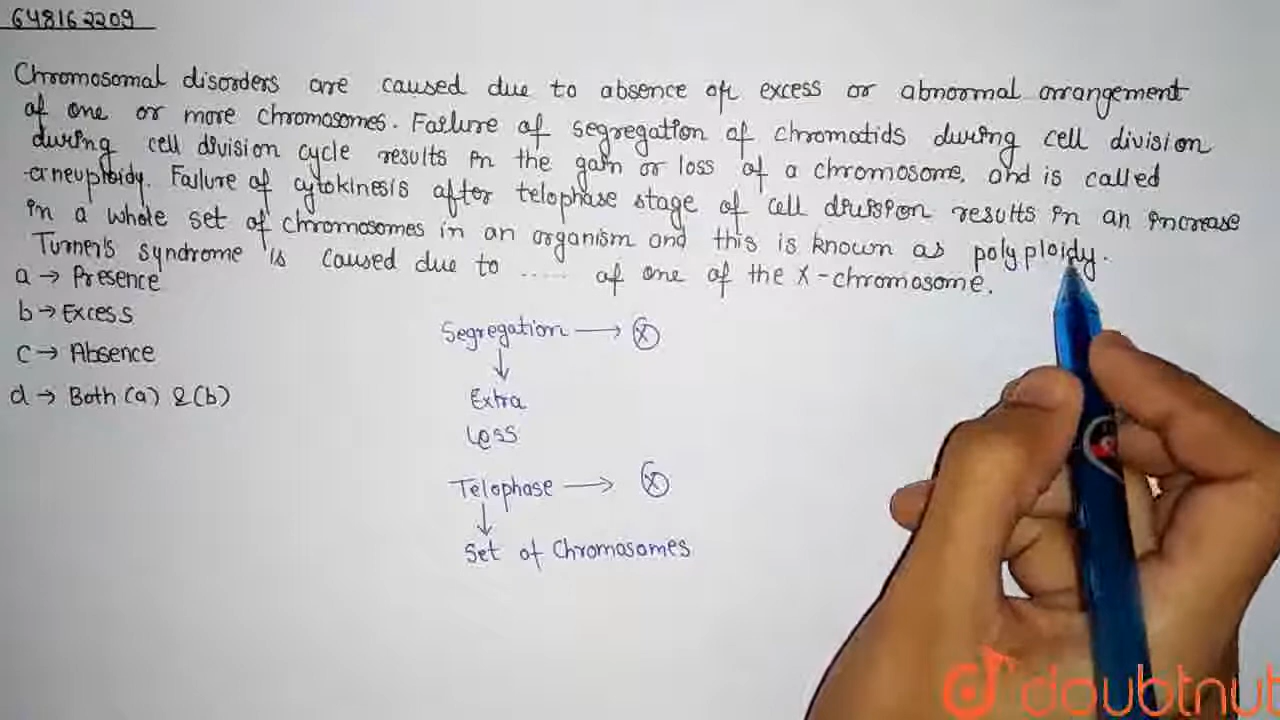 648162209
Chromosomal disorders are caused due to absence or excess or abnormal arrangement
of one or more chromosomes. Failure of segregation of chromatids during cell division
during cell division cycle results in the gain or loss of a chromosome, and is called
aneuploidy. Failure of cytokinesis after telophase stage of cell division results in an increase
in a whole set of chromosomes in an organism and this is known as polyploidy.
Turner's syndrome is caused due to ..... of one of the X-chromosome.
a → Presence
b → Excess
c → Absence
d → Both (a) & (b)
Segregation → X
↓
Extra
Loss
Telophase → X
↓
Set of Chromosomes
doubtnut